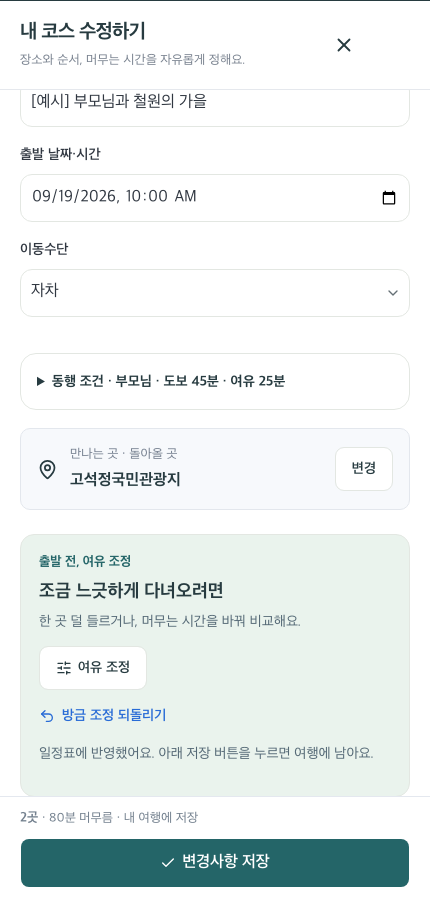 내 코스 수정하기
장소와 순서, 머무는 시간을 자유롭게 정해요.
[예시] 부모님과 철원의 가을
출발 날짜·시간
09/19/2026, 10:00 AM
이동수단
자차
동행 조건 · 부모님 · 도보 45분 · 여유 25분
만나는 곳 · 돌아올 곳
고석정국민관광지
변경
출발 전, 여유 조정
조금 느긋하게 다녀오려면
한 곳 덜 들르거나, 머무는 시간을 바꿔 비교해요.
여유 조정
방금 조정 되돌리기
일정표에 반영했어요. 아래 저장 버튼을 누르면 여행에 남아요.
2곳 · 80분 머무름 · 내 여행에 저장
변경사항 저장